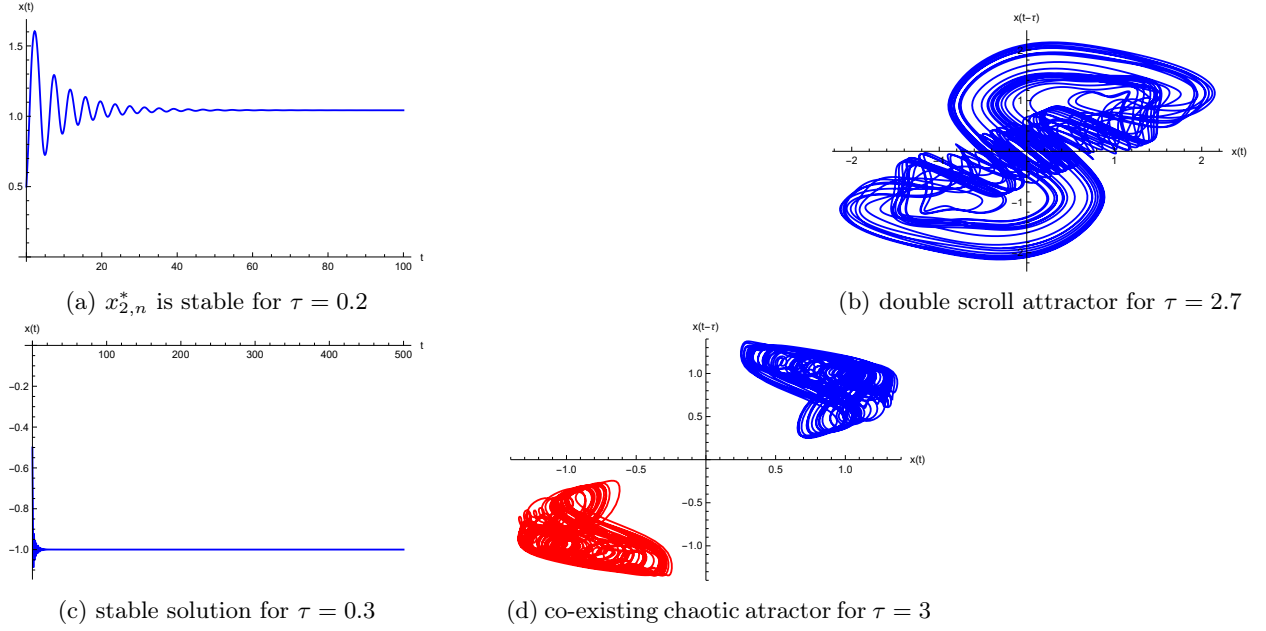 x(t)
1.5
1.0
0.5
20 40 60 80 100 t
(a) x*2,n is stable for τ = 0.2
x(t-τ)
1
-2 1 2 x(t)
-1
(b) double scroll attractor for τ = 2.7
x(t)
100 200 300 400 500 t
-0.2
-0.4
-0.6
-0.8
-1.0
(c) stable solution for τ = 0.3
x(t-τ)
1.0
0.5
-1.0 -0.5 0.5 1.0 x(t)
-0.5
-1.0
(d) co-existing chaotic atractor for τ = 3